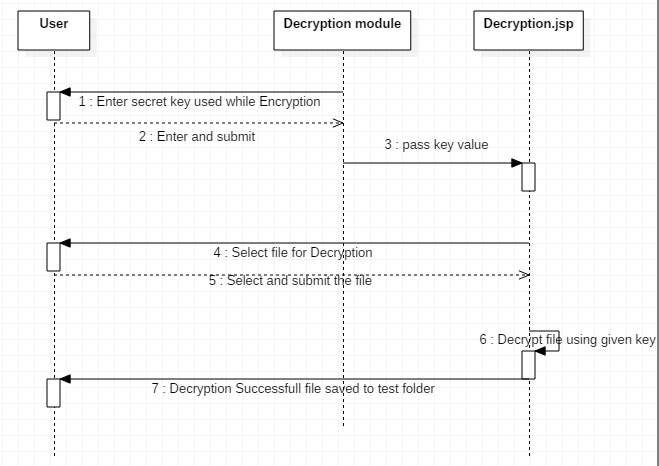 User
Decryption module
Decryption.jsp
1 : Enter secret key used while Encryption
2 : Enter and submit
3 : pass key value
4 : Select file for Decryption
5 : Select and submit the file
6 : Decrypt file using given key
7 : Decryption Successfull file saved to test folder